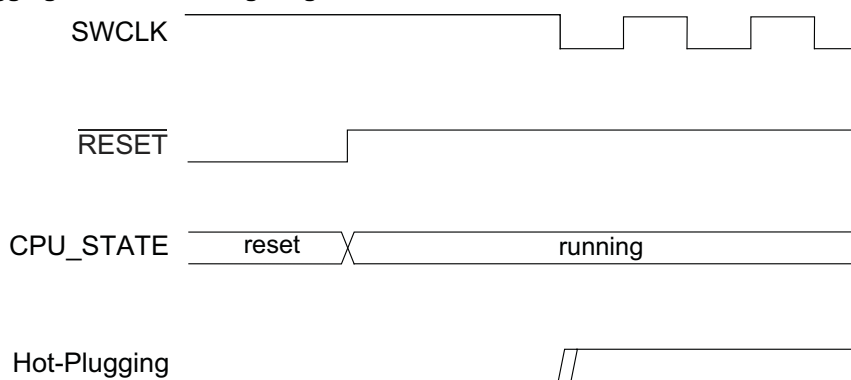 SWCLK
RESET
CPU_STATE
reset
running
Hot-Plugging